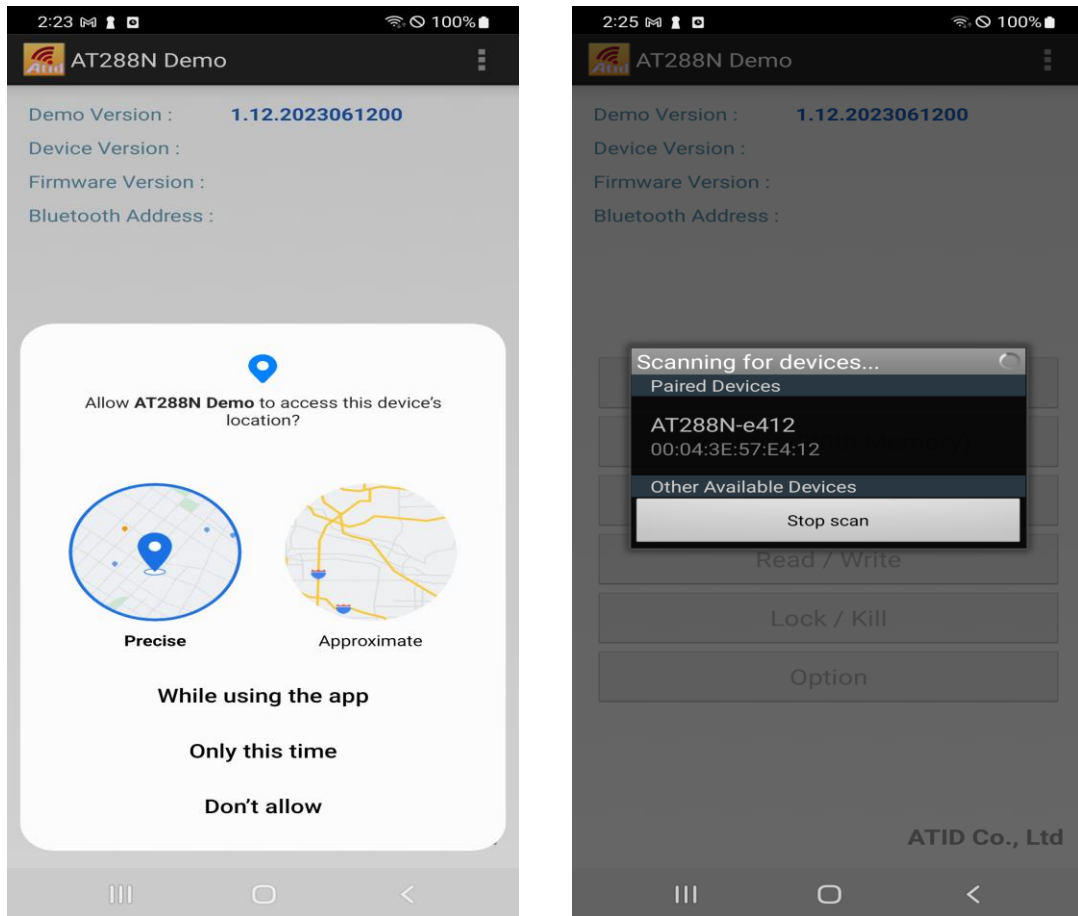 2:23 100%
Atid AT288N Demo
Demo Version : 1.12.2023061200
Device Version :
Firmware Version :
Bluetooth Address :
Allow AT288N Demo to access this device's
location?
Precise Approximate
While using the app
Only this time
Don't allow
2:25 100%
Atid AT288N Demo
Demo Version : 1.12.2023061200
Device Version :
Firmware Version :
Bluetooth Address :
Scanning for devices...
Paired Devices
AT288N-e412
00:04:3E:57:E4:12
Other Available Devices
Stop scan
Read / Write
Lock / Kill
Option
ATID Co., Ltd